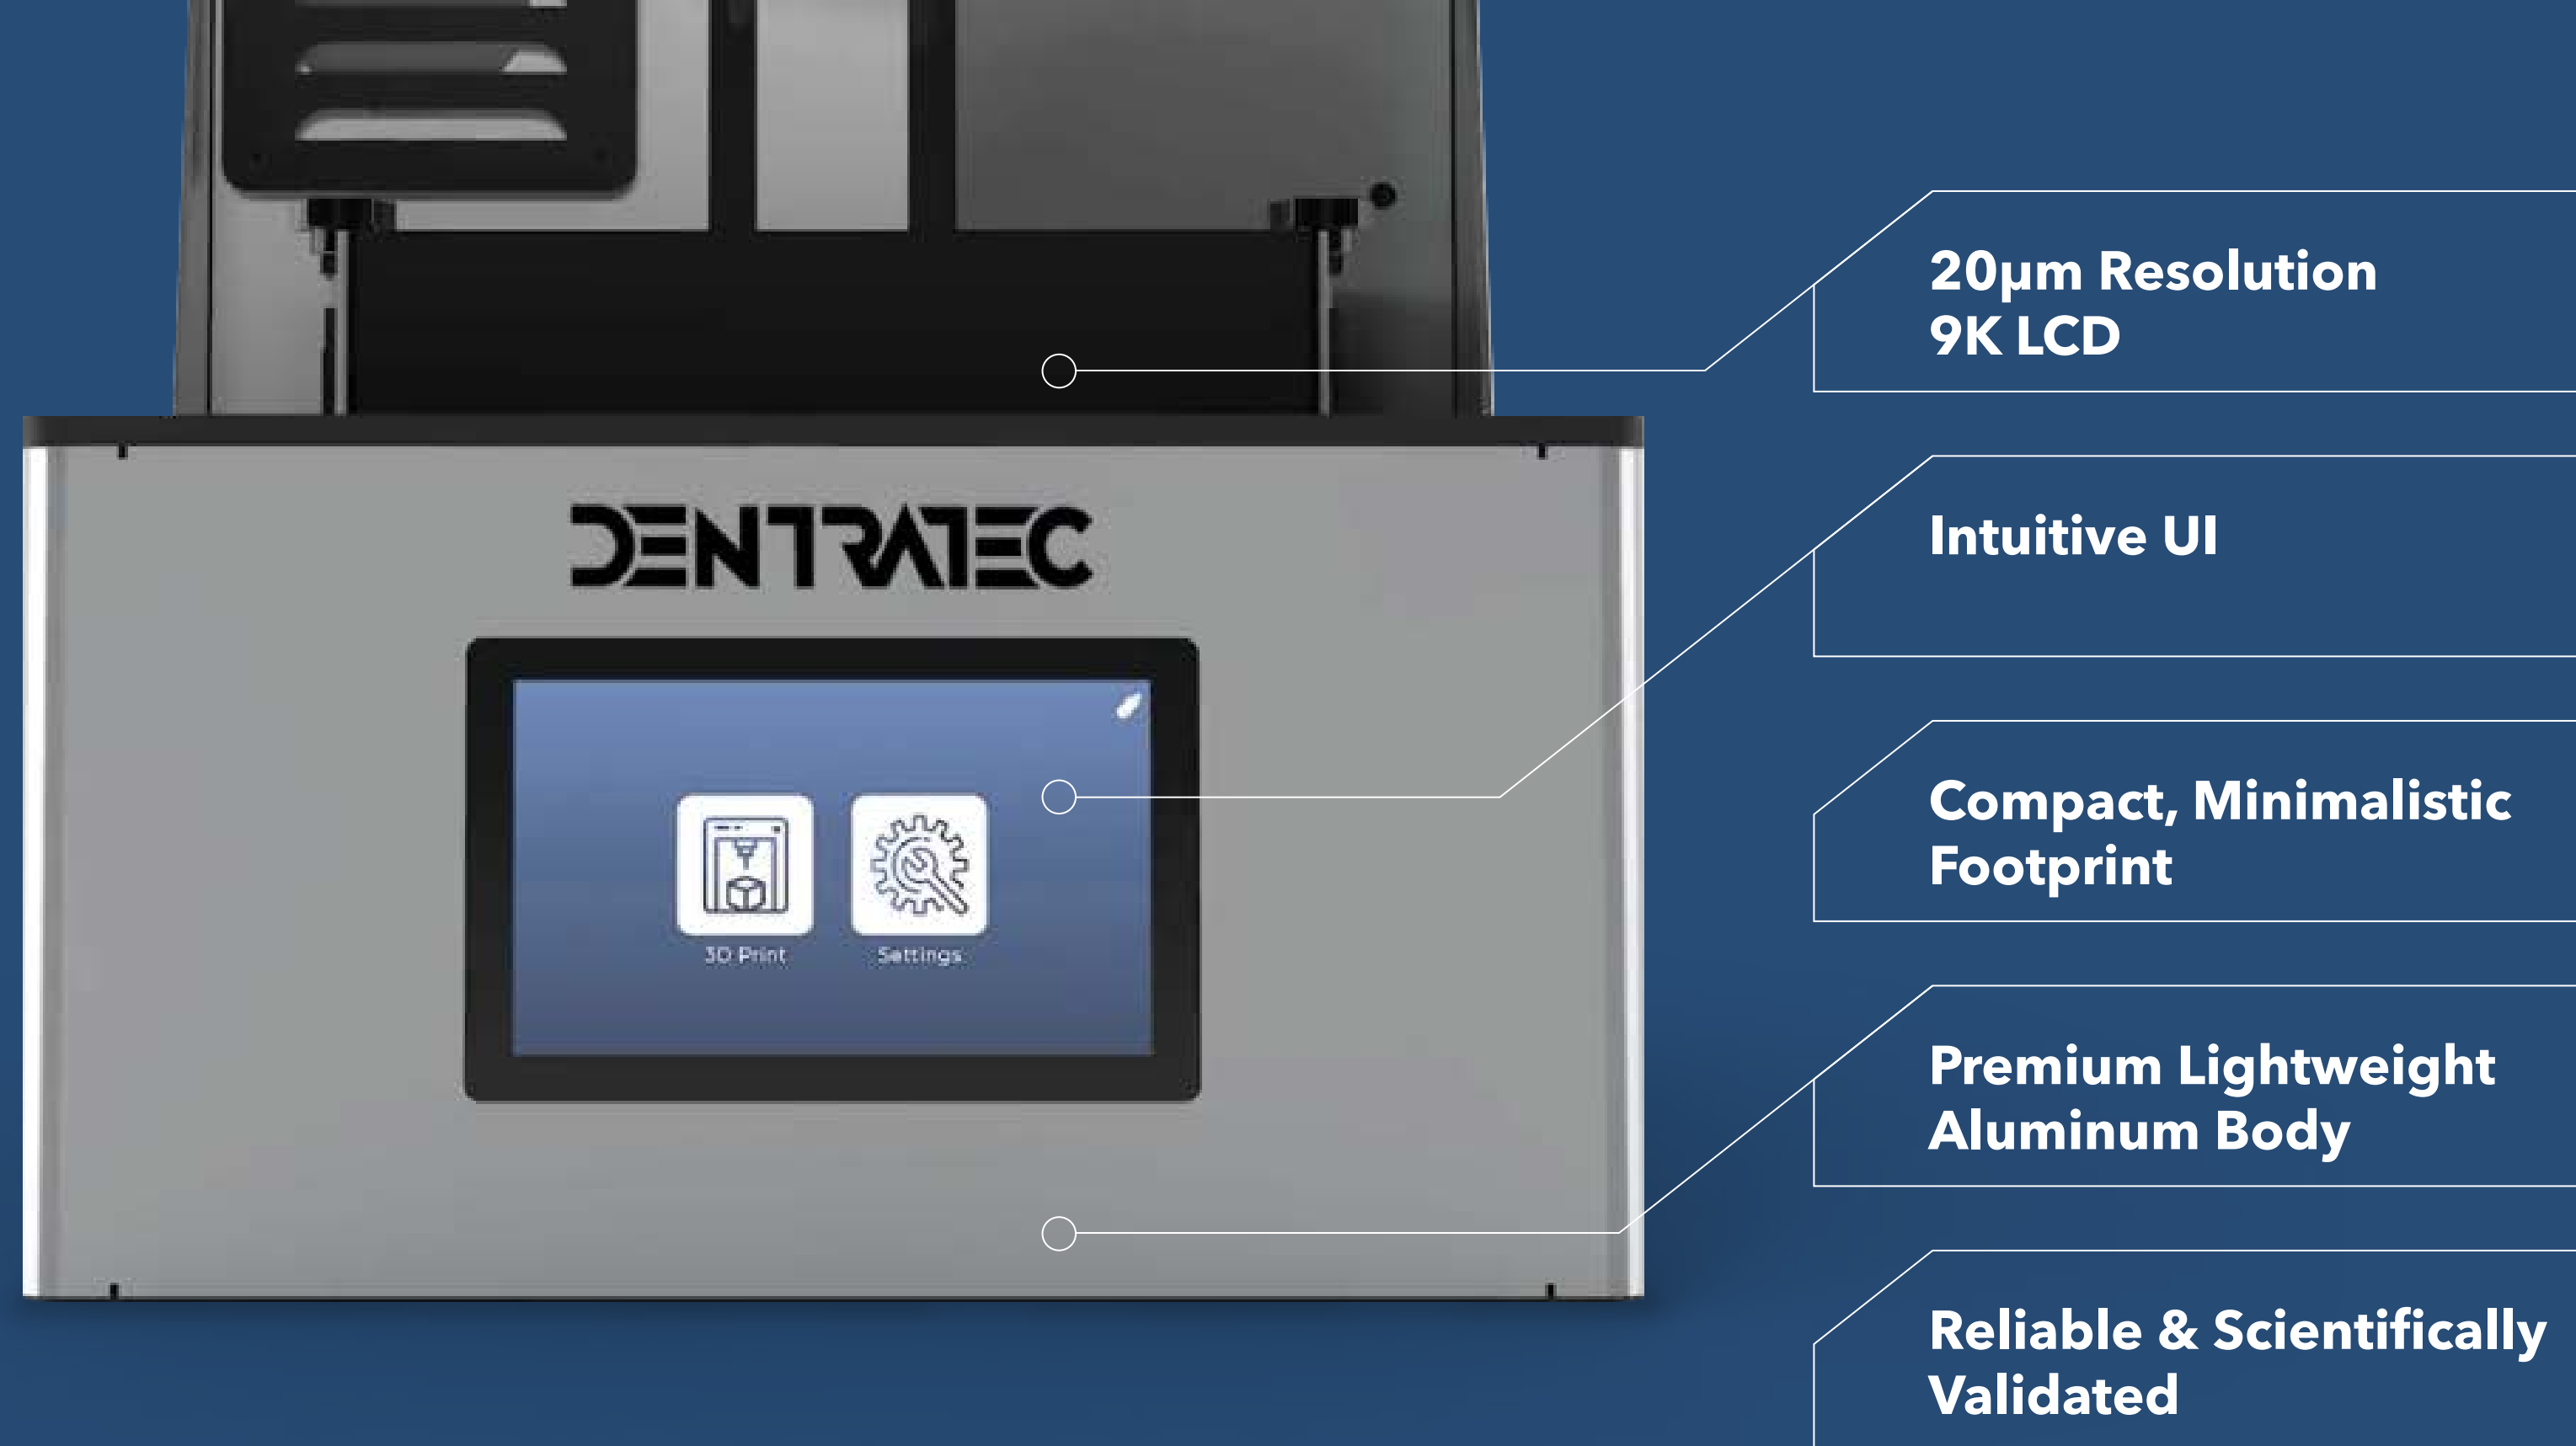 20µm Resolution
9K LCD
DENTRATEC
Intuitive UI
Compact, Minimalistic
Footprint
3D Print
Settings
Premium Lightweight
Aluminum Body
Reliable & Scientifically
Validated